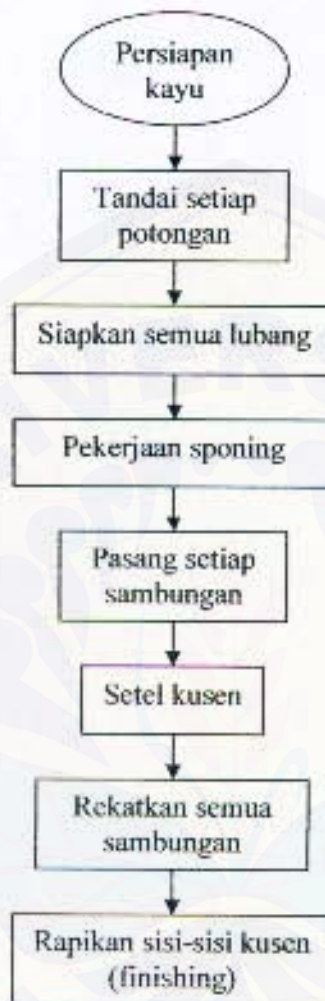 Persiapan
kayu
Tandai setiap
potongan
Siapkan semua lubang
Pekerjaan sponing
Pasang setiap
sambungan
Setel kusen
Rekatkan semua
sambungan
Rapikan sisi-sisi kusen
(finishing)